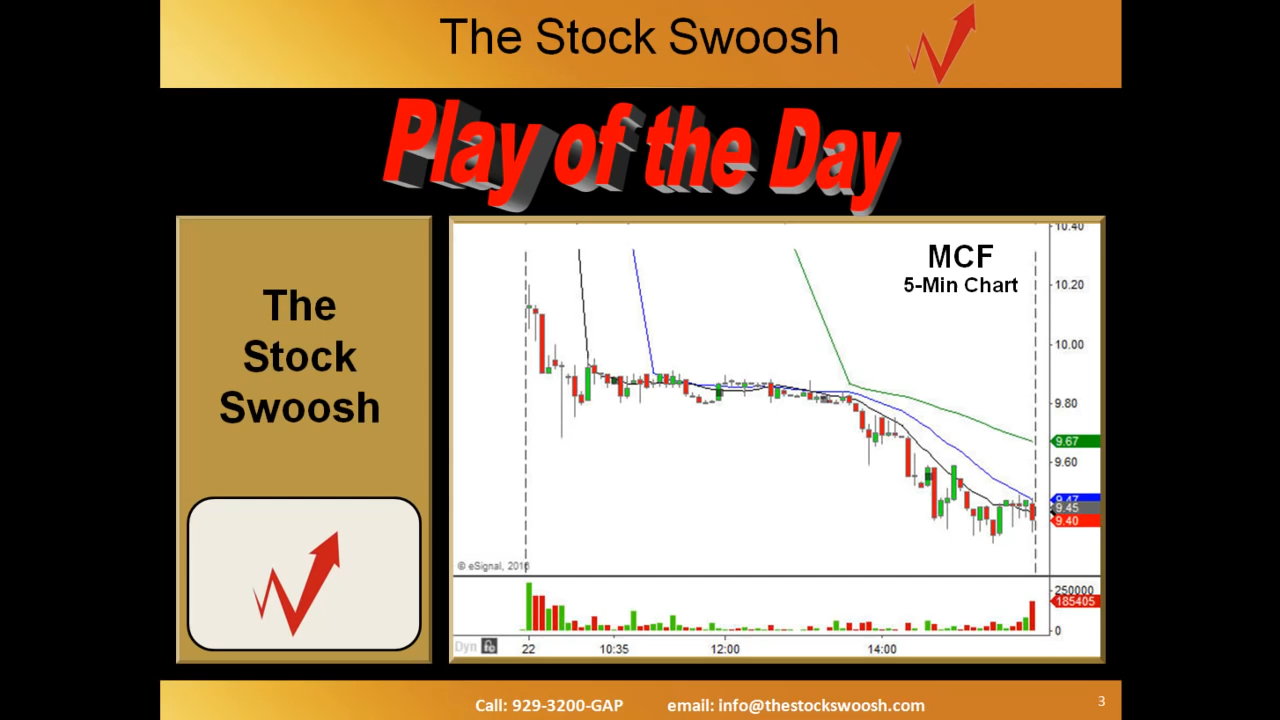 The Stock Swoosh
Play of the Day
The
Stock
Swoosh
MCF
5-Min Chart
10.40
10.20
10.00
9.80
9.67
9.60
9.47
9.45
9.40
© eSignal, 2016
250000
185405
0
Dyn
22
10:35
12:00
14:00
Call: 929-3200-GAP email: info@thestockswoosh.com
3